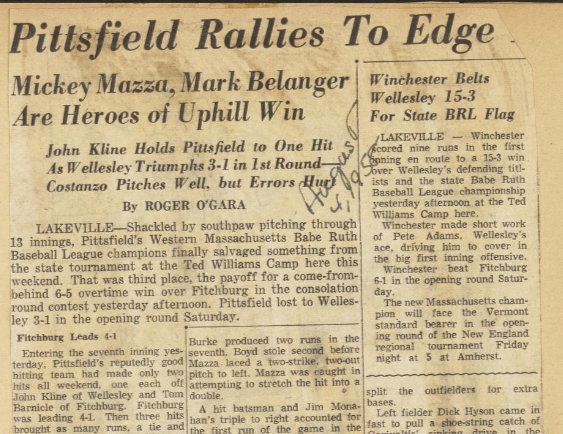 Pittsfield Rallies To Edge
Mickey Mazza, Mark Belanger
Are Heroes of Uphill Win
John Kline Holds Pittsfield to One Hit
As Wellesley Triumphs 3-1 in 1st Round—
Costanzo Pitches Well, but Errors Hurt
By ROGER O'GARA
LAKEVILLE—Shackled by southpaw pitching through
13 innings, Pittsfield's Western Massachusetts Babe Ruth
Baseball League champions finally salvaged something from
the state tournament at the Ted Williams Camp here this
weekend. That was third place, the payoff for a come-from-
behind 6-5 overtime win over Fitchburg in the consolation
round contest yesterday afternoon. Pittsfield lost to Welles-
ley 3-1 in the opening round Saturday.
Fitchburg Leads 4-1
Entering the seventh inning yes-
terday, Pittsfield's reputedly good
hitting team had made only two
hits all weekend, one each off
John Kline of Wellesley and Tom
Barnicle of Fitchburg. Fitchburg
was leading 4-1. Then three hits
brought as many runs, a tie and
Burke produced two runs in the
seventh. Boyd stole second before
Mazza laced a two-strike, two-out
pitch to left. Mazza was caught in
attempting to stretch the hit into a
double.
A hit batsman and Jim Mona-
han's triple to right accounted for
the first run of the game in the
August
Winchester Belts
Wellesley 15-3
For State BRL Flag
LAKEVILLE — Winchester
scored nine runs in the first
inning en route to a 15-3 win
over Wellesley's defending titl-
ists and the state Babe Ruth
Baseball League championship
yesterday afternoon at the Ted
Williams Camp here.
Winchester made short work
of Pete Adams, Wellesley's
ace, driving him to cover in
the big first inning offensive.
Winchester beat Fitchburg
6-1 in the opening round Satur-
day.
The new Massachusetts cham-
pion will face the Vermont
standard bearer in the open-
ing round of the New England
regional tournament Friday
night at 5 at Amherst.
split the outfielders for extra
bases.
Left fielder Dick Hyson came in
fast to pull a shoe-string catch of
sinking drive in the